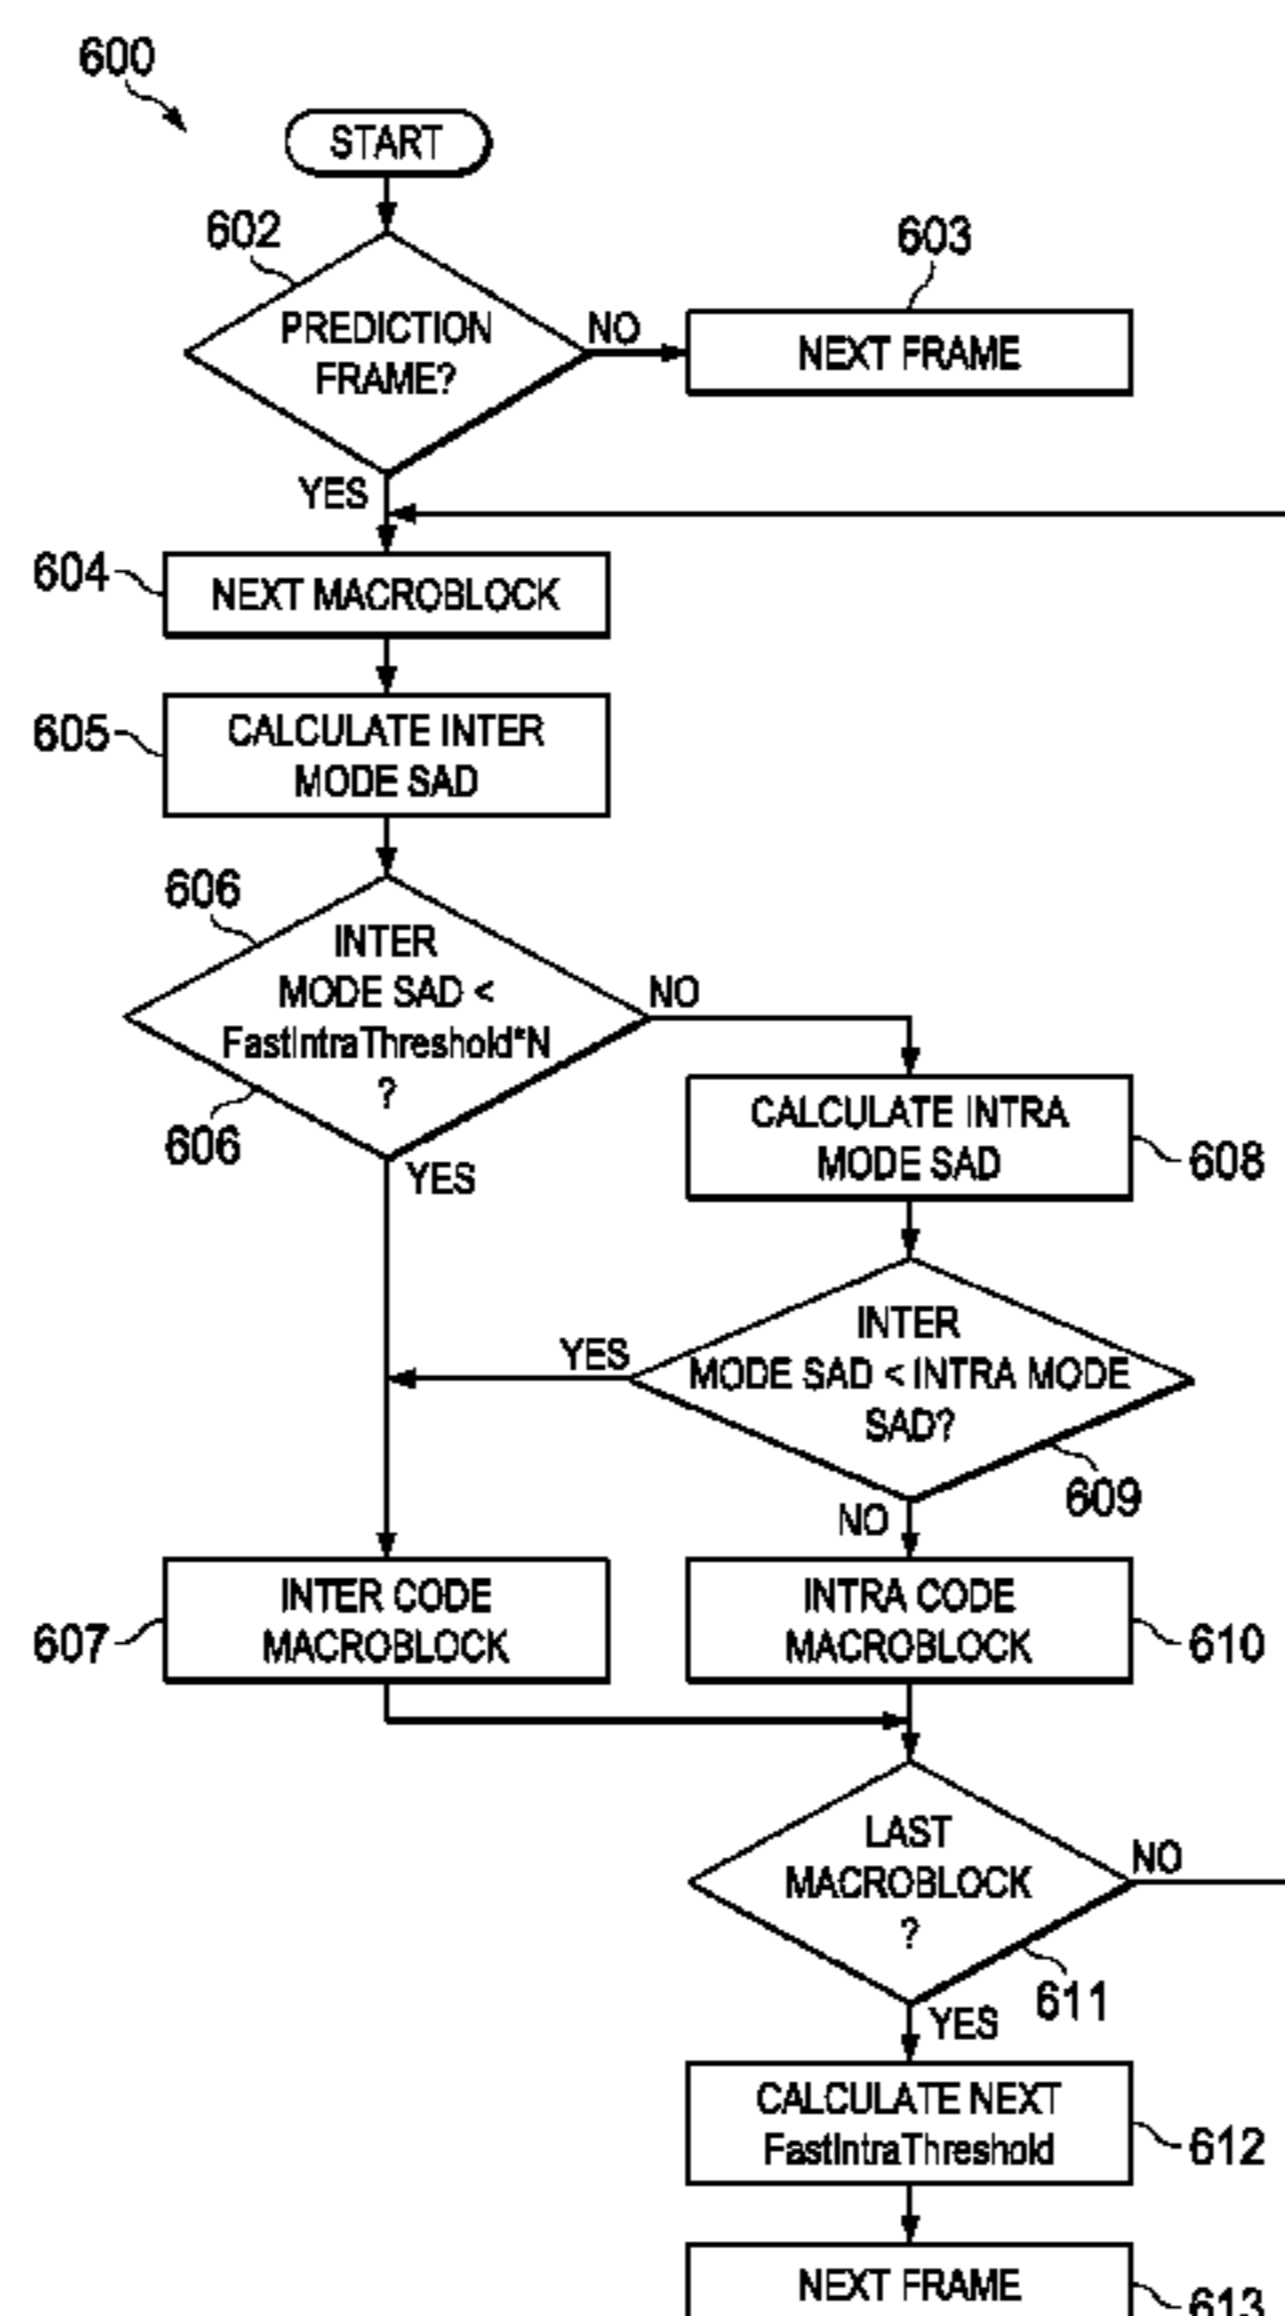 600
START
602
603
PREDICTION
FRAME?
NO
NEXT FRAME
YES
604
NEXT MACROBLOCK
605
CALCULATE INTER
MODE SAD
606
INTER
MODE SAD <
FastIntraThreshold*N
?
NO
606
YES
CALCULATE INTRA
MODE SAD
608
INTER
MODE SAD < INTRA MODE
SAD?
YES
609
NO
607
INTER CODE
MACROBLOCK
INTRA CODE
MACROBLOCK
610
LAST
MACROBLOCK
?
NO
611
YES
CALCULATE NEXT
FastIntraThreshold
612
NEXT FRAME
613